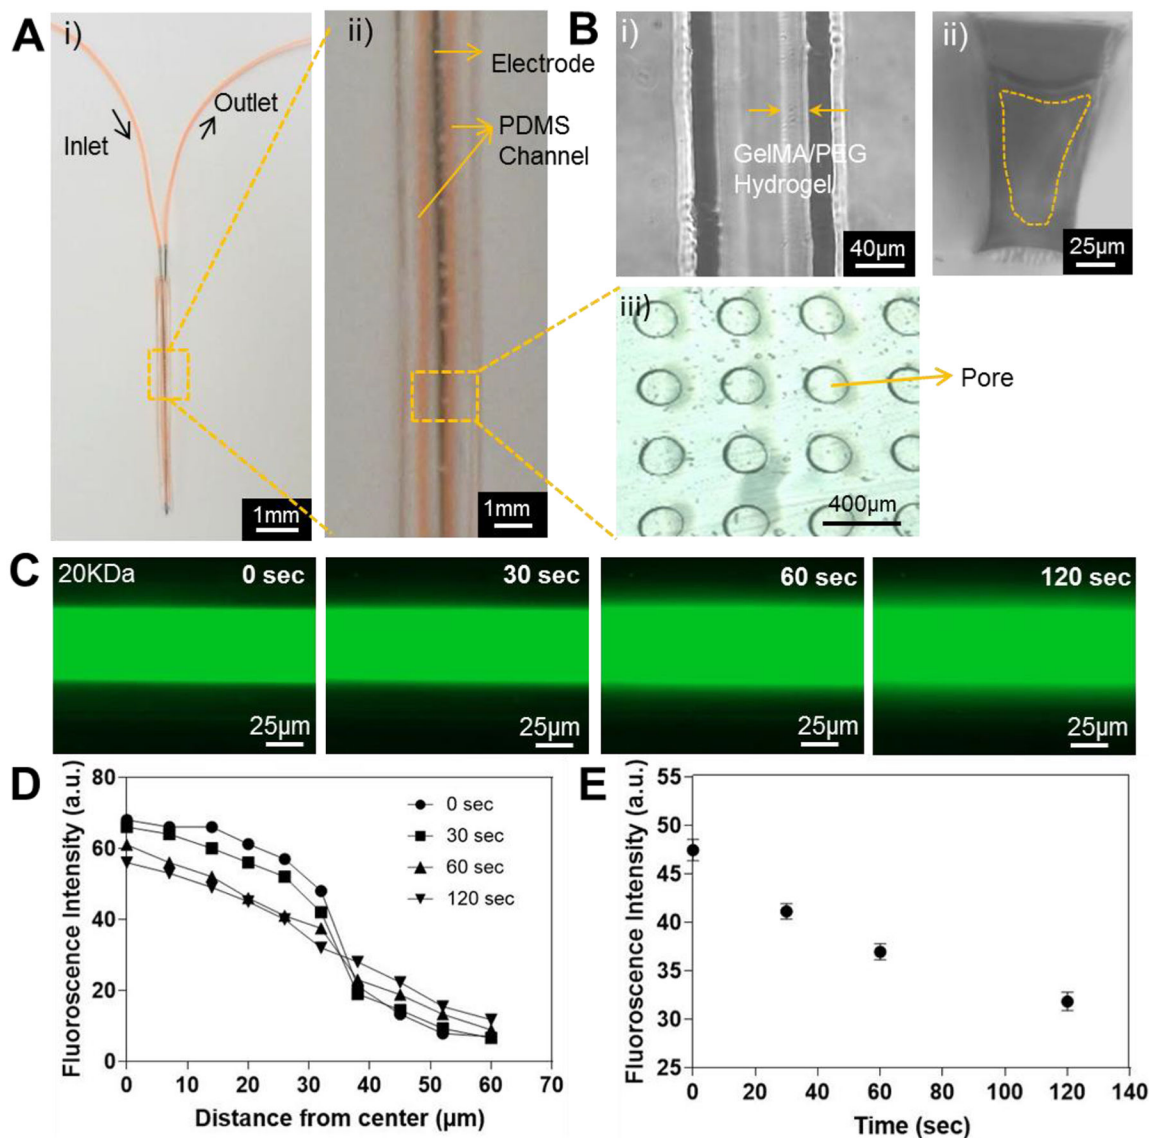 A
i)
Inlet
Outlet
1mm
ii)
Electrode
PDMS
Channel
1mm
B
i)
GelMA/PEG
Hydrogel
40µm
ii)
25µm
iii)
Pore
400µm
C
20KDa
0 sec
25µm
30 sec
25µm
60 sec
25µm
120 sec
25µm
D
Fluoroscence Intensity (a.u.)
80
60
40
20
0
0 sec
30 sec
60 sec
120 sec
0 10 20 30 40 50 60 70
Distance from center (µm)
E
Fluoroscence Intensity (a.u.)
55
50
45
40
35
30
25
0 20 40 60 80 100 120 140
Time (sec)